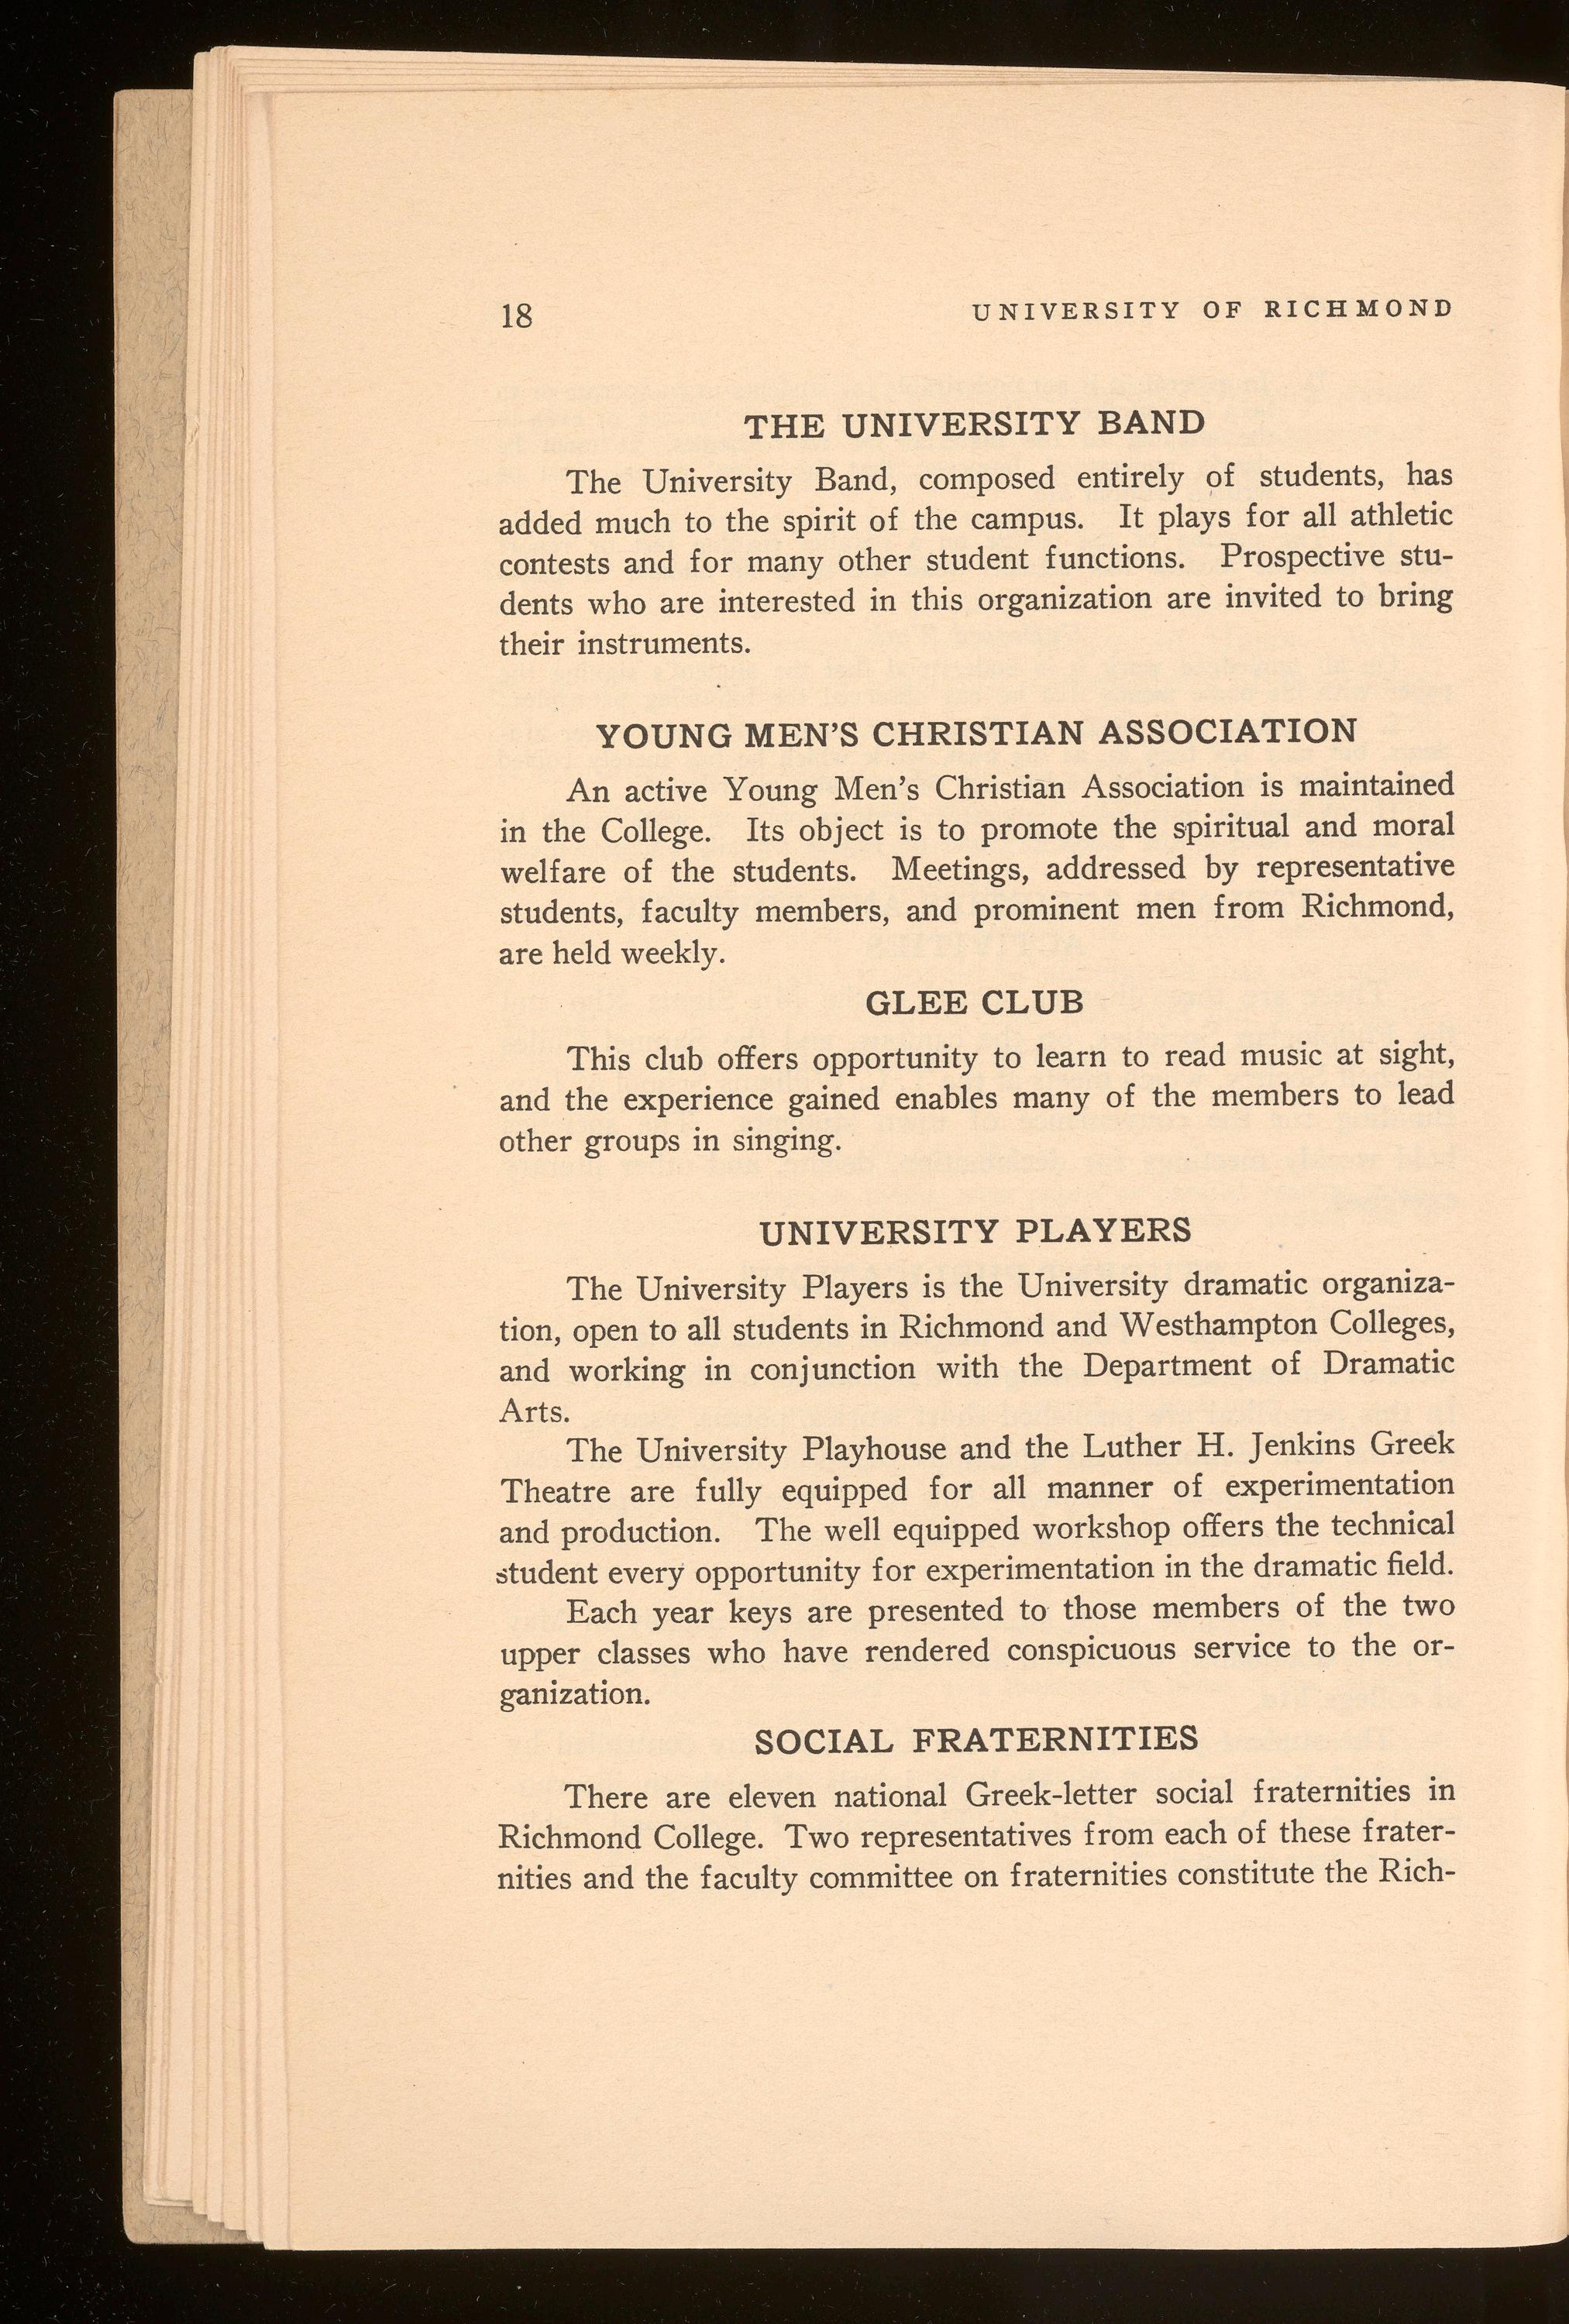 18 UNIVERSITY OF RICHMOND
THE UNIVERSITY BAND
The University Band, composed entirely of students, has
added much to the spirit of the campus. It plays for all athletic
contests and for many other student functions. Prospective stu-
dents who are interested in this organization are invited to bring
their instruments.
YOUNG MEN'S CHRISTIAN ASSOCIATION
An active Young Men's Christian Association is maintained
in the College. Its object is to promote the spiritual and moral
welfare of the students. Meetings, addressed by representative
students, faculty members, and prominent men from Richmond,
are held weekly.
GLEE CLUB
This club offers opportunity to learn to read music at sight,
and the experience gained enables many of the members to lead
other groups in singing.
UNIVERSITY PLAYERS
The University Players is the University dramatic organiza-
tion, open to all students in Richmond and Westhampton Colleges,
and working in conjunction with the Department of Dramatic
Arts.
The University Playhouse and the Luther H. Jenkins Greek
Theatre are fully equipped for all manner of experimentation
and production. The well equipped workshop offers the technical
student every opportunity for experimentation in the dramatic field.
Each year keys are presented to those members of the two
upper classes who have rendered conspicuous service to the or-
ganization.
SOCIAL FRATERNITIES
There are eleven national Greek-letter social fraternities in
Richmond College. Two representatives from each of these frater-
nities and the faculty committee on fraternities constitute the Rich-